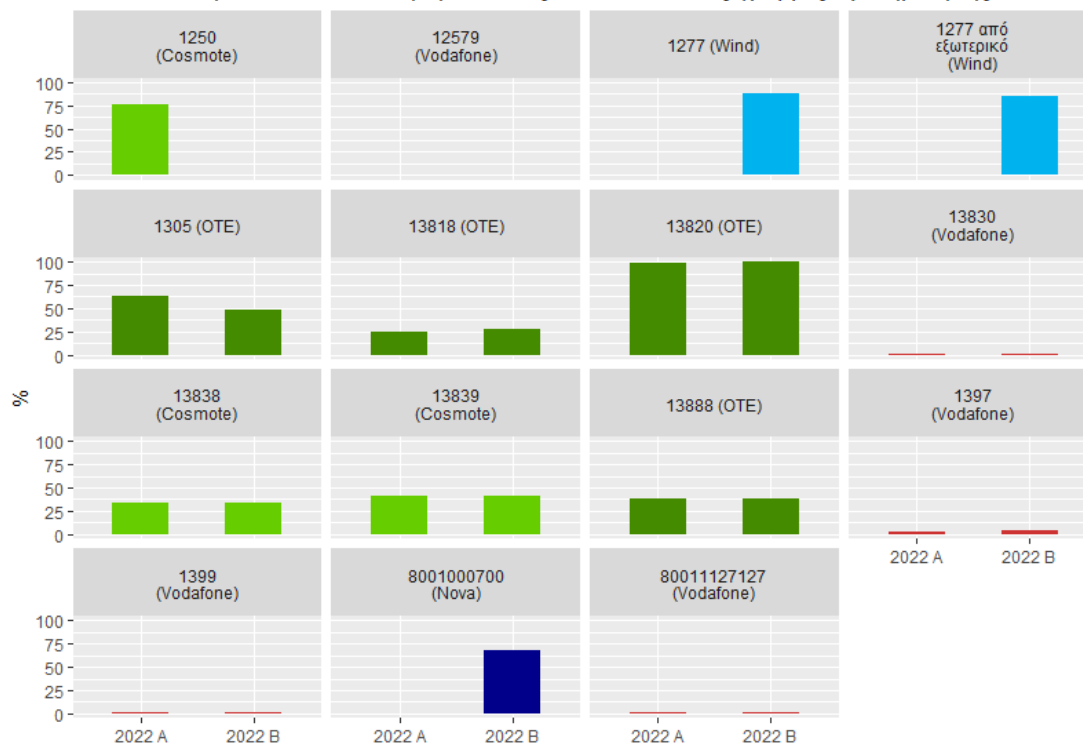 1250
(Cosmote)
12579
(Vodafone)
1277 (Wind)
1277 από
εξωτερικό
(Wind)
100
75
50
25
0
1305 (OTE)
13818 (OTE)
13820 (OTE)
13830
(Vodafone)
100
75
50
25
0
%
13838
(Cosmote)
13839
(Cosmote)
13888 (OTE)
1397
(Vodafone)
100
75
50
25
0
2022 A
2022 B
1399
(Vodafone)
8001000700
(Nova)
80011127127
(Vodafone)
100
75
50
25
0
2022 A
2022 B
2022 A
2022 B
2022 A
2022 B